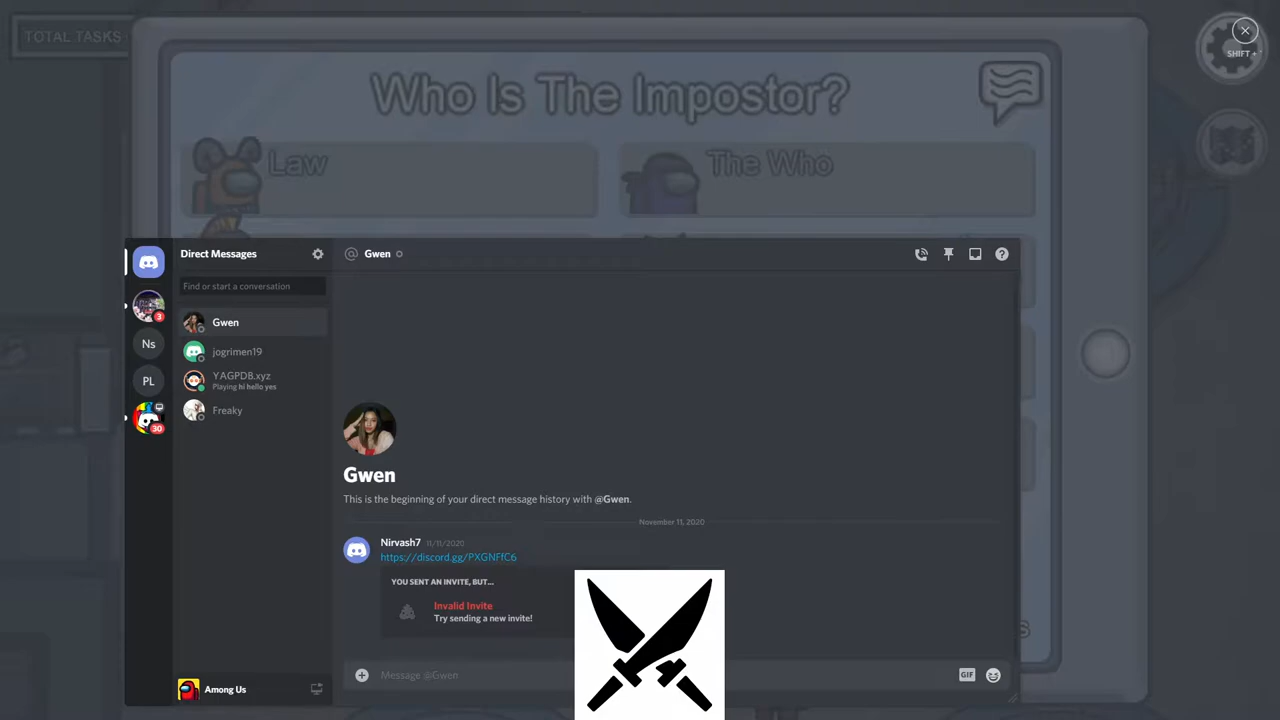 TOTAL TASKS
SHIFT +
Who Is The Impostor?
Law
The Who
Direct Messages
Gwen
Find or start a conversation
3
Gwen
Ns
jogrimen19
PL
YAGPDB.xyz
Playing hi hello yes
Freaky
30
Gwen
This is the beginning of your direct message history with @Gwen.
November 11, 2020
Nirvash7 11/11/2020
https://discord.gg/PXGNFfC6
YOU SENT AN INVITE, BUT...
Invalid Invite
Try sending a new invite!
Message @Gwen
GIF
Among Us